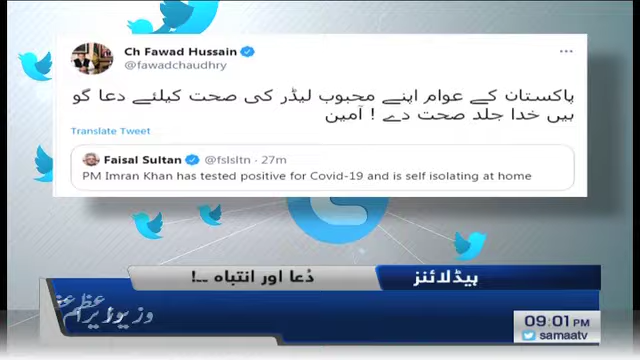 Ch Fawad Hussain
@fawadchaudhry
پاکستان کے عوام اپنے محبوب لیڈر کی صحت کیلئے دعا گو
ہیں خدا جلد صحت دے ! آمین
Translate Tweet
Faisal Sultan @fslsltn · 27m
PM Imran Khan has tested positive for Covid-19 and is self isolating at home
ہیڈلائنز
دُعا اور انتباہ ۔۔!
09:01 PM
samaatv